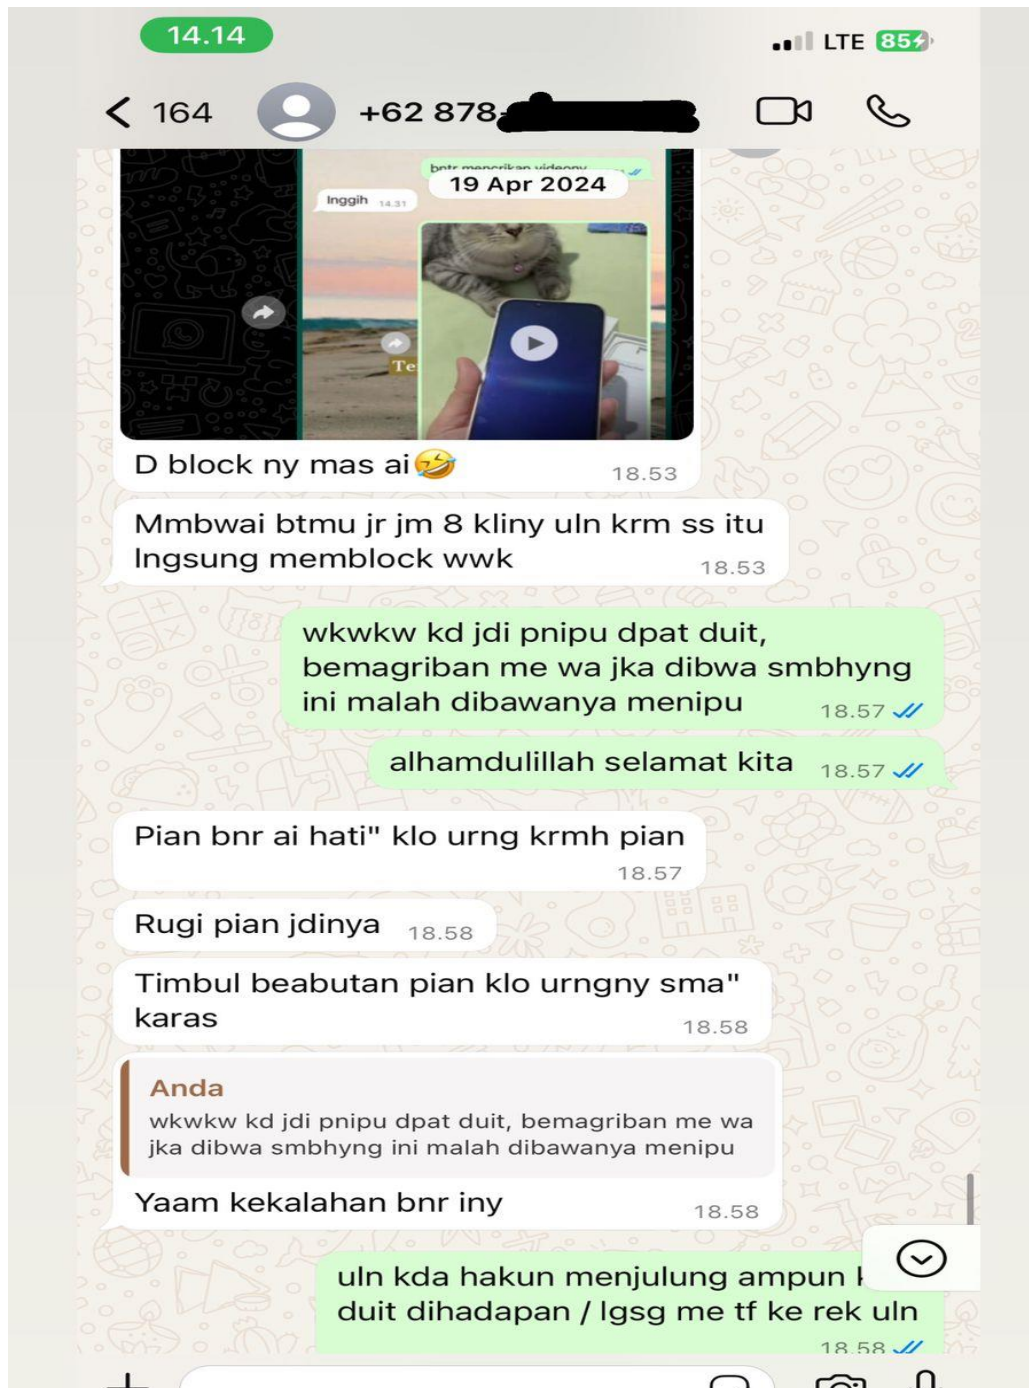 14.14
LTE 85
164
+62 878-
bntr mencrikan videony
19 Apr 2024
Inggih 14.31
Te
D block ny mas ai🤣
18.53
Mmbwai btmu jr jm 8 kliny uln krm ss itu
lngsung memblock wwk
18.53
wkwkw kd jdi pnipu dpat duit,
bemagriban me wa jka dibwa smbhyng
ini malah dibawanya menipu
18.57
alhamdulillah selamat kita 18.57
Pian bnr ai hati" klo urng krmh pian
18.57
Rugi pian jdinya 18.58
Timbul beabutan pian klo urngny sma"
karas
18.58
Anda
wkwkw kd jdi pnipu dpat duit, bemagriban me wa
jka dibwa smbhyng ini malah dibawanya menipu
Yaam kekalahan bnr iny
18.58
uln kda hakun menjulung ampun
duit dihadapan / lgsg me tf ke rek uln
18.58